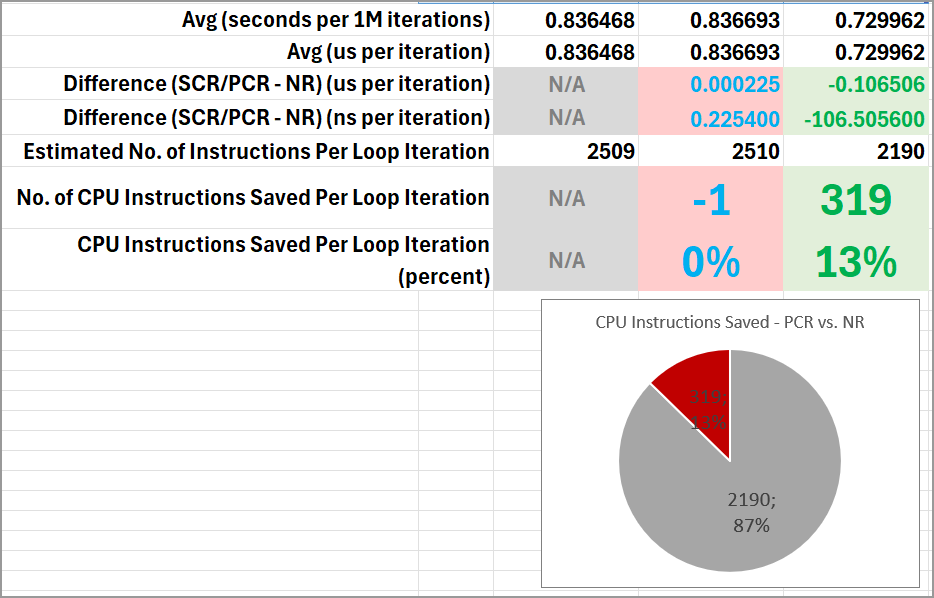 Avg (seconds per 1M iterations) 0.836468 0.836693 0.729962
Avg (us per iteration) 0.836468 0.836693 0.729962
Difference (SCR/PCR - NR) (us per iteration) N/A 0.000225 -0.106506
Difference (SCR/PCR - NR) (ns per iteration) N/A 0.225400 -106.505600
Estimated No. of Instructions Per Loop Iteration 2509 2510 2190
No. of CPU Instructions Saved Per Loop Iteration N/A -1 319
CPU Instructions Saved Per Loop Iteration
(percent) N/A 0% 13%
CPU Instructions Saved - PCR vs. NR
319;
13%
2190;
87%